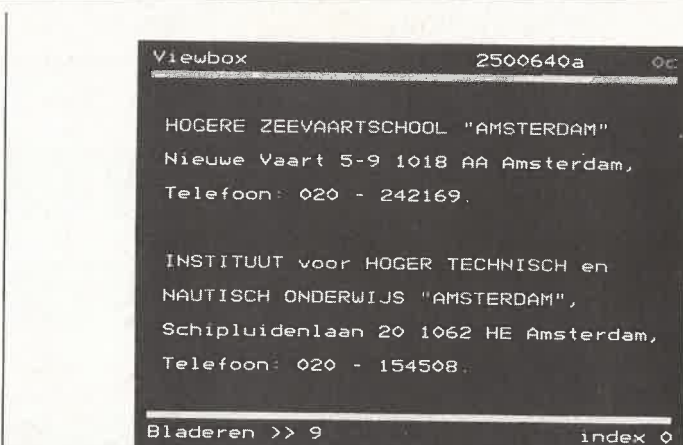 Viewbox 2500640a 0c
HOGERE ZEEVAARTSCHOOL "AMSTERDAM"
Nieuwe Vaart 5-9 1018 AA Amsterdam,
Telefoon: 020 - 242169.
INSTITUUT voor HOGER TECHNISCH en
NAUTISCH ONDERWIJS "AMSTERDAM",
Schipluidenlaan 20 1062 HE Amsterdam,
Telefoon: 020 - 154508.
Bladeren >> 9 index 0